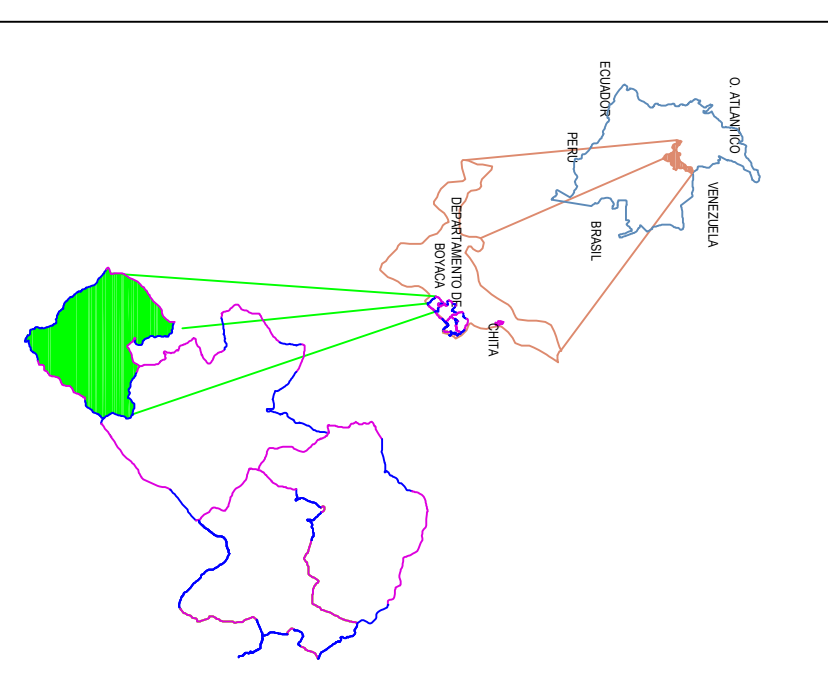 O. ATLANTICO
VENEZUELA
ECUADOR
PERU
BRASIL
DEPARTAMENTO DE
BOYACA
CHITA